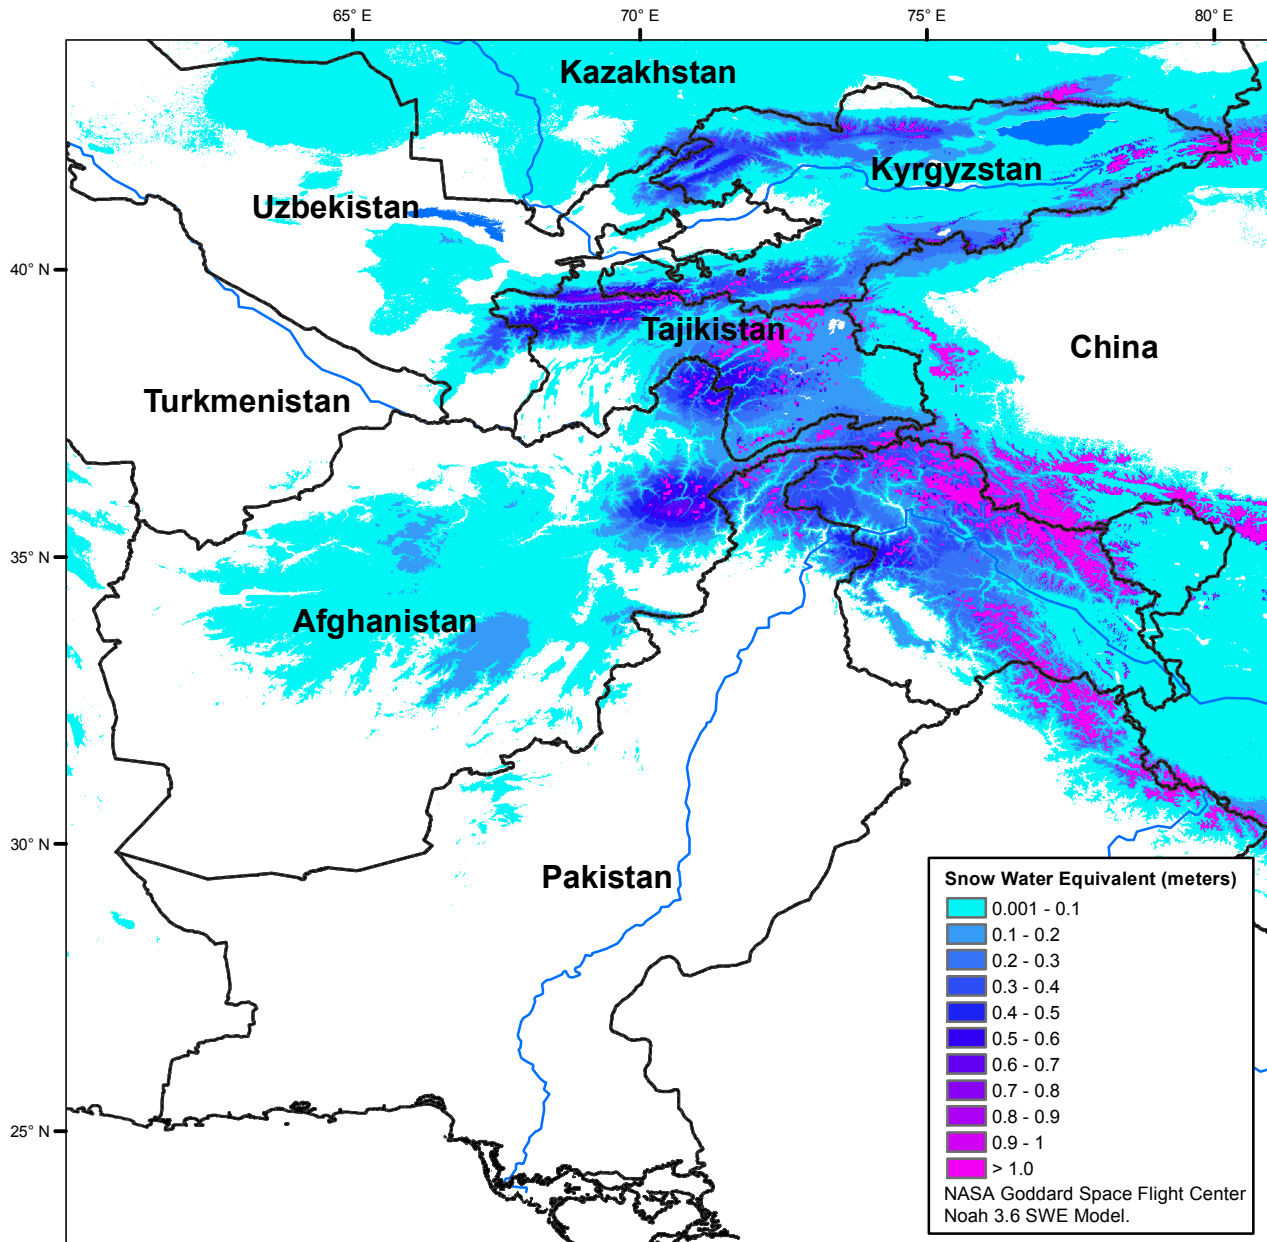 65° E
70° E
75° E
80° E
Kazakhstan
Kyrgyzstan
Uzbekistan
40° N
Tajikistan
China
Turkmenistan
35° N
Afghanistan
30° N
Pakistan
25° N
Snow Water Equivalent (meters)
0.001 - 0.1
0.1 - 0.2
0.2 - 0.3
0.3 - 0.4
0.4 - 0.5
0.5 - 0.6
0.6 - 0.7
0.7 - 0.8
0.8 - 0.9
0.9 - 1
> 1.0
NASA Goddard Space Flight Center
Noah 3.6 SWE Model.